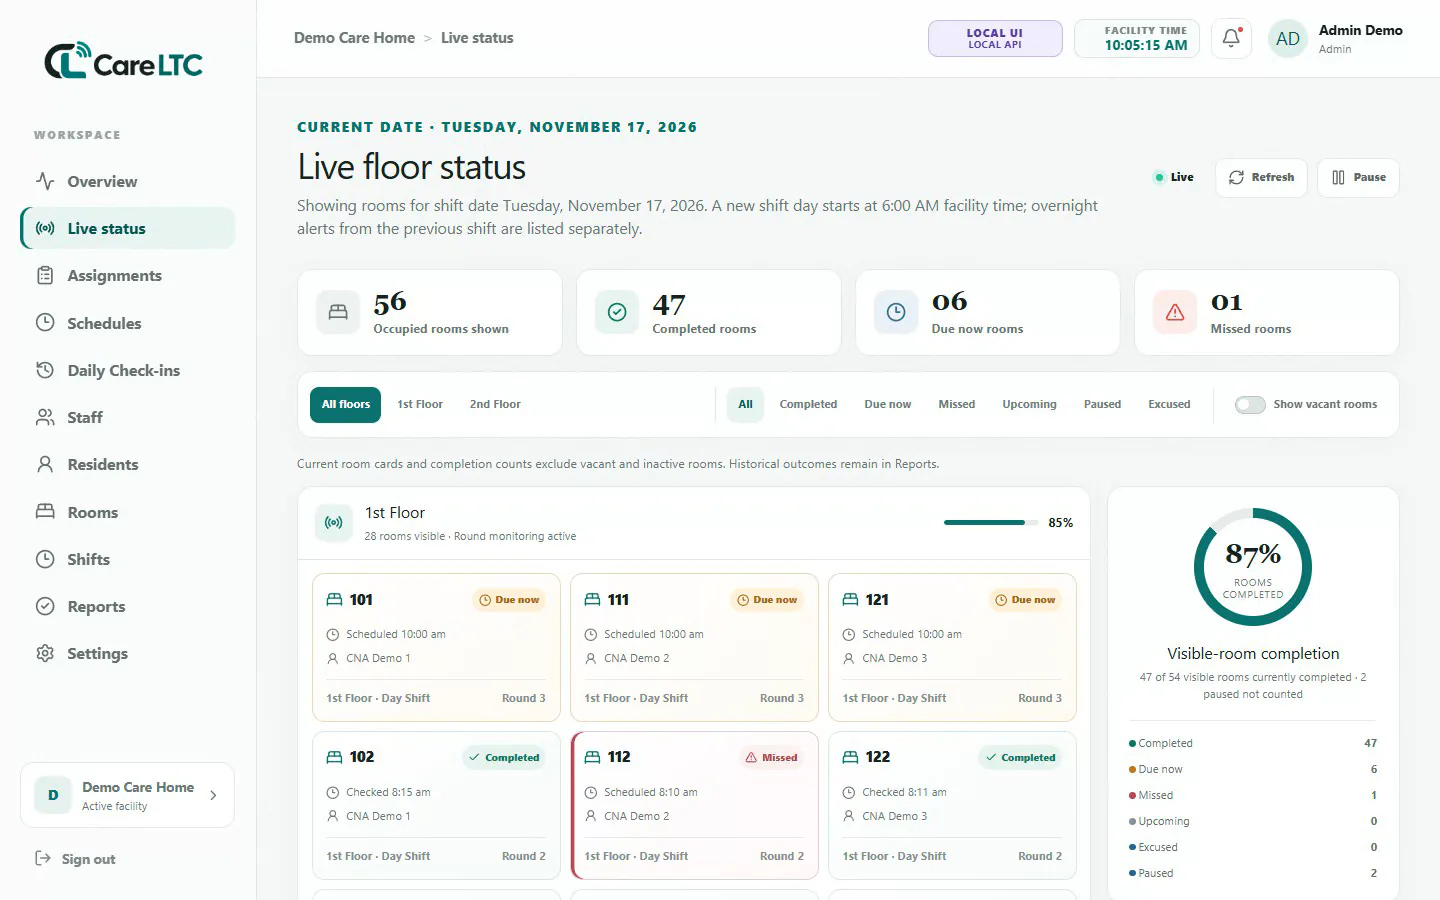 CareLTC
WORKSPACE
Overview
Live status
Assignments
Schedules
Daily Check-ins
Staff
Residents
Rooms
Shifts
Reports
Settings
D
Demo Care Home
Active facility
Sign out
Demo Care Home > Live status
LOCAL UI
LOCAL API
FACILITY TIME
10:05:15 AM
AD
Admin Demo
Admin
CURRENT DATE · TUESDAY, NOVEMBER 17, 2026
Live floor status
Showing rooms for shift date Tuesday, November 17, 2026. A new shift day starts at 6:00 AM facility time; overnight
alerts from the previous shift are listed separately.
Live
Refresh
Pause
56
Occupied rooms shown
47
Completed rooms
06
Due now rooms
01
Missed rooms
All floors 1st Floor 2nd Floor
All Completed Due now Missed Upcoming Paused Excused
Show vacant rooms
Current room cards and completion counts exclude vacant and inactive rooms. Historical outcomes remain in Reports.
1st Floor
28 rooms visible · Round monitoring active
85%
101 Due now
Scheduled 10:00 am
CNA Demo 1
1st Floor · Day Shift Round 3
111 Due now
Scheduled 10:00 am
CNA Demo 2
1st Floor · Day Shift Round 3
121 Due now
Scheduled 10:00 am
CNA Demo 3
1st Floor · Day Shift Round 3
102 Completed
Checked 8:15 am
CNA Demo 1
1st Floor · Day Shift Round 2
112 Missed
Scheduled 8:10 am
CNA Demo 2
1st Floor · Day Shift Round 2
122 Completed
Checked 8:11 am
CNA Demo 3
1st Floor · Day Shift Round 2
87%
ROOMS
COMPLETED
Visible-room completion
47 of 54 visible rooms currently completed · 2
paused not counted
Completed 47
Due now 6
Missed 1
Upcoming 0
Excused 0
Paused 2